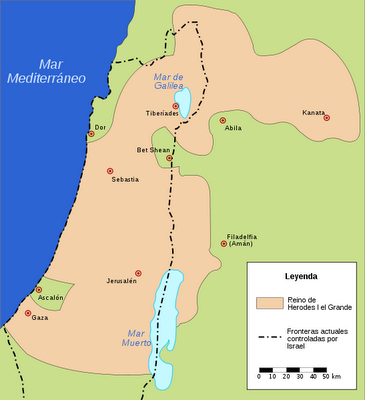 Mar
Mediterráneo
Mar de
Galilea
Tiberíades
Kanata
Dor
Abila
Bet Shean
Sebastia
Filadelfia
(Amán)
Jerusalén
Ascalón
Gaza
Mar
Muerto
Leyenda
Reino de
Herodes I el Grande
Fronteras actuales
controladas por
Israel
0 10 20 30 40 50 km